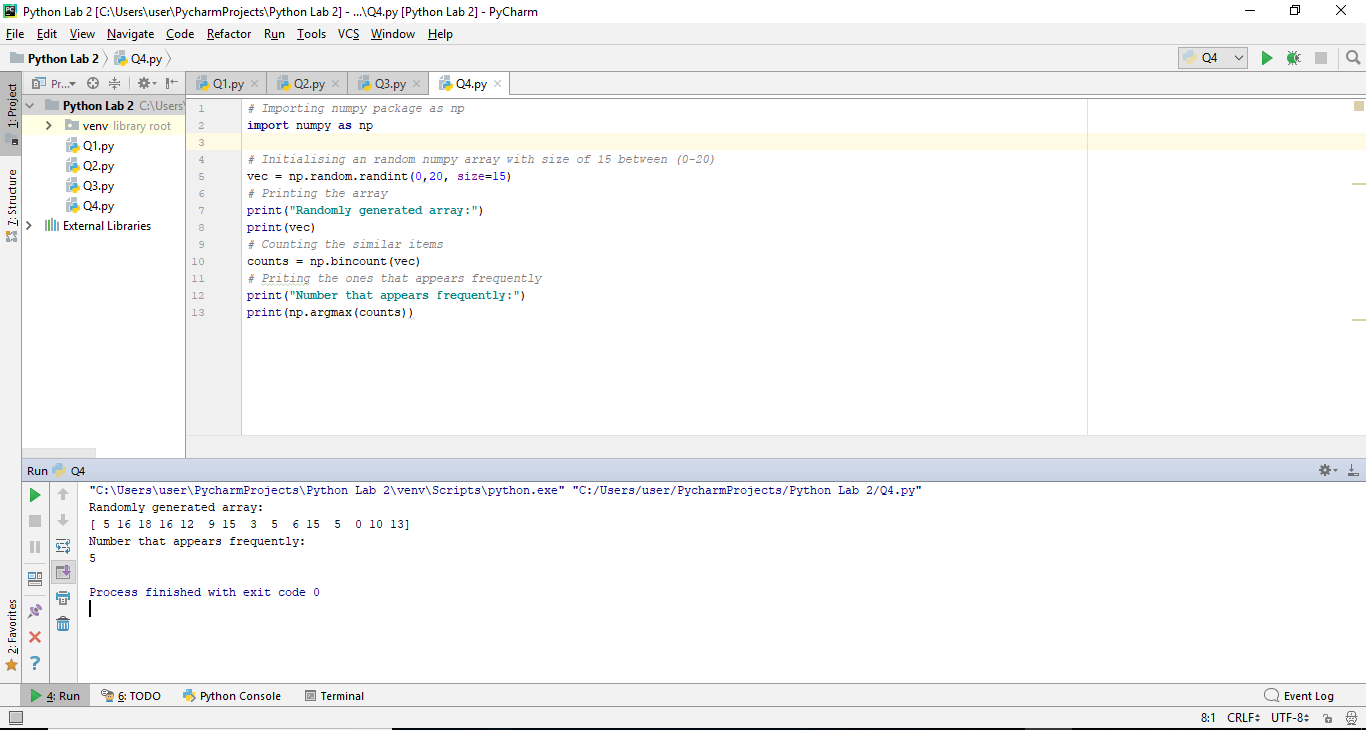 Python Lab 2 [C:\Users\user\PycharmProjects\Python Lab 2] - ...\Q4.py [Python Lab 2] - PyCharm
File Edit View Navigate Code Refactor Run Tools VCS Window Help
Python Lab 2 Q4.py Q4
1: Project
7: Structure
2: Favorites
Pr...
Q1.py Q2.py Q3.py Q4.py
Python Lab 2 C:\Users\
venv library root
Q1.py
Q2.py
Q3.py
Q4.py
External Libraries
1 # Importing numpy package as np
2 import numpy as np
3
4 # Initialising an random numpy array with size of 15 between (0-20)
5 vec = np.random.randint(0,20, size=15)
6 # Printing the array
7 print("Randomly generated array:")
8 print(vec)
9 # Counting the similar items
10 counts = np.bincount(vec)
11 # Priting the ones that appears frequently
12 print("Number that appears frequently:")
13 print(np.argmax(counts))
Run Q4
"C:\Users\user\PycharmProjects\Python Lab 2\venv\Scripts\python.exe" "C:/Users/user/PycharmProjects/Python Lab 2/Q4.py"
Randomly generated array:
[ 5 16 18 16 12  9 15  3  5  6 15  5  0 10 13]
Number that appears frequently:
5
Process finished with exit code 0
4: Run 6: TODO Python Console Terminal Event Log
8:1 CRLF UTF-8